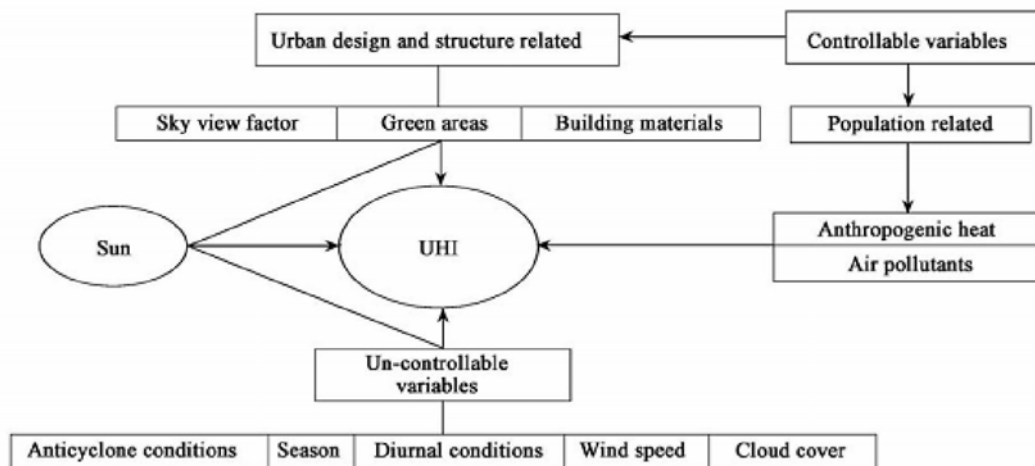 Urban design and structure related
Controllable variables
Sky view factor
Green areas
Building materials
Population related
Sun
UHI
Anthropogenic heat
Air pollutants
Un-controllable
variables
Anticyclone conditions
Season
Diurnal conditions
Wind speed
Cloud cover